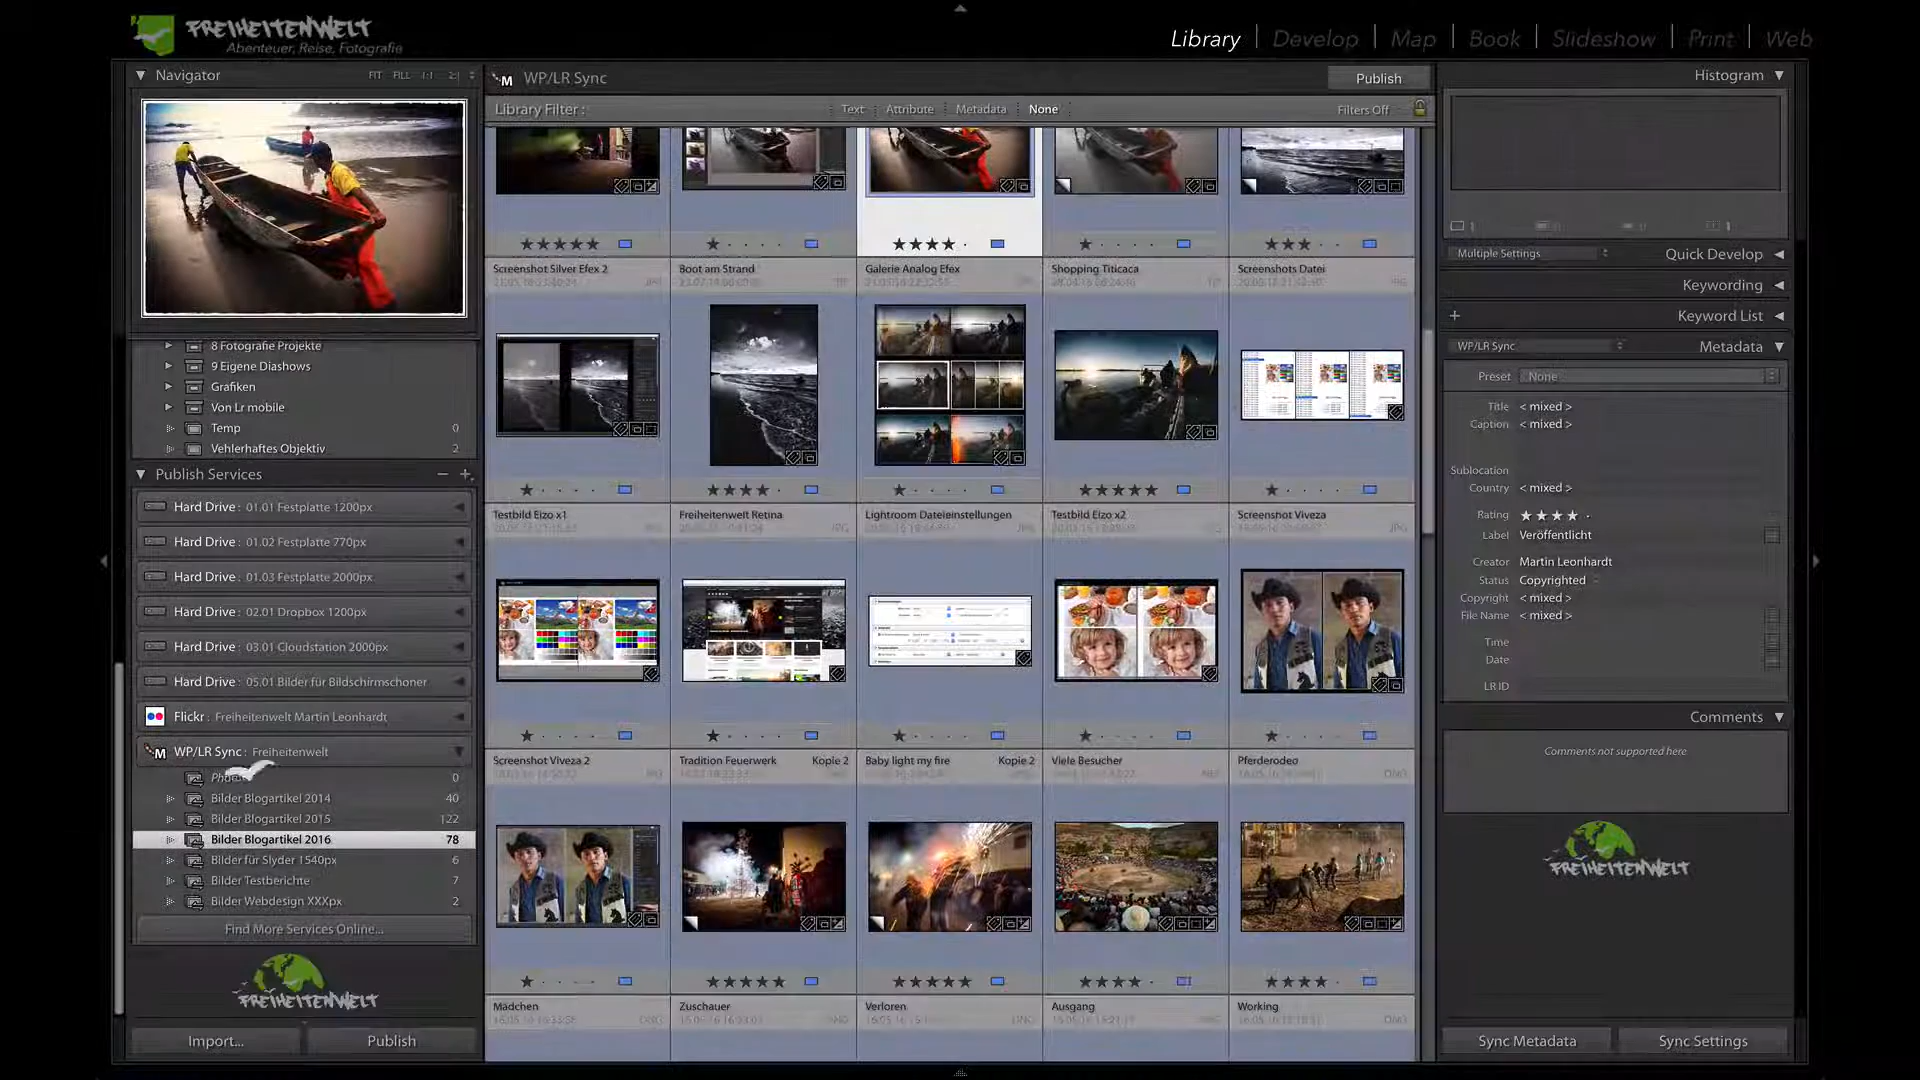 FREIHEITENWELT
Abenteuer, Reise, Fotografie
Library | Develop | Map | Book | Slideshow | Print | Web
Navigator FIT FILL 1:1 2:1
WP/LR Sync Publish
Histogram
Library Filter : Text Attribute Metadata None Filters Off
Multiple Settings Quick Develop
Keywording
Keyword List
WP/LR Sync Metadata
Preset None
Title < mixed >
Caption < mixed >
Sublocation
Country < mixed >
Rating
Label Veröffentlicht
Creator Martin Leonhardt
Status Copyrighted
Copyright < mixed >
File Name < mixed >
Time
Date
LR ID
Comments
Comments not supported here
FREIHEITENWELT
Sync Metadata Sync Settings
8 Fotografie Projekte
9 Eigene Diashows
Grafiken
Von Lr mobile
Temp 0
Vehlerhaftes Objektiv 2
Publish Services
Hard Drive : 01.01 Festplatte 1200px
Hard Drive : 01.02 Festplatte 770px
Hard Drive : 01.03 Festplatte 2000px
Hard Drive : 02.01 Dropbox 1200px
Hard Drive : 03.01 Cloudstation 2000px
Hard Drive : 05.01 Bilder für Bildschirmschoner
Flickr : Freiheitenwelt Martin Leonhardt
WP/LR Sync : Freiheitenwelt
0
Bilder Blogartikel 2014 40
Bilder Blogartikel 2015 122
Bilder Blogartikel 2016 78
Bilder für Slyder 1540px 6
Bilder Testberichte 7
Bilder Webdesign XXXpx 2
Find More Services Online...
FREIHEITENWELT
Import... Publish
Screenshot Silver Efex 2 Boot am Strand Galerie Analog Efex Shopping Titicaca Screenshots Datei
Testbild Eizo x1 Freiheitenwelt Retina Lightroom Dateieinstellungen Testbild Eizo x2 Screenshot Viveza
Screenshot Viveza 2 Tradition Feuerwerk Kopie 2 Baby light my fire Kopie 2 Viele Besucher Pferderodeo
Mädchen Zuschauer Verloren Ausgang Working